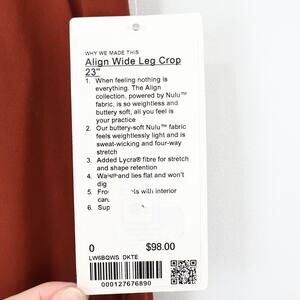 WHY WE MADE THIS
Align Wide Leg Crop
23"
1. When feeling nothing is
everything. The Align
collection, powered by Nulu™
fabric, is so weightless and
buttery soft, all you feel is
your practice
2. Our buttery-soft Nulu™ fabric
feels weightlessly light and is
sweat-wicking and four-way
stretch
3. Added Lycra® fibre for stretch
and shape retention
4. Waistband lies flat and won't
dig
5. with interior
6.
0 $98.00
LW6BQWS DKTE
000127676890